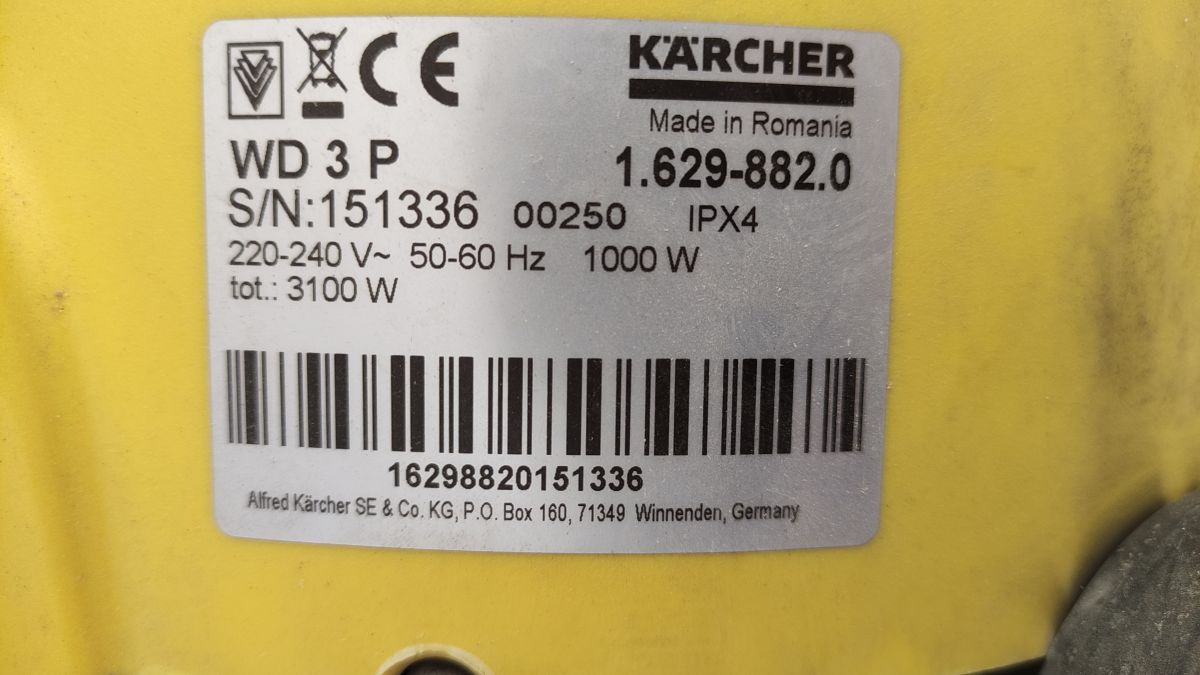 KÄRCHER
Made in Romania
WD 3 P 1.629-882.0
S/N:151336 00250 IPX4
220-240 V~ 50-60 Hz 1000 W
tot.: 3100 W
16298820151336
Alfred Kärcher SE & Co. KG, P.O. Box 160, 71349 Winnenden, Germany